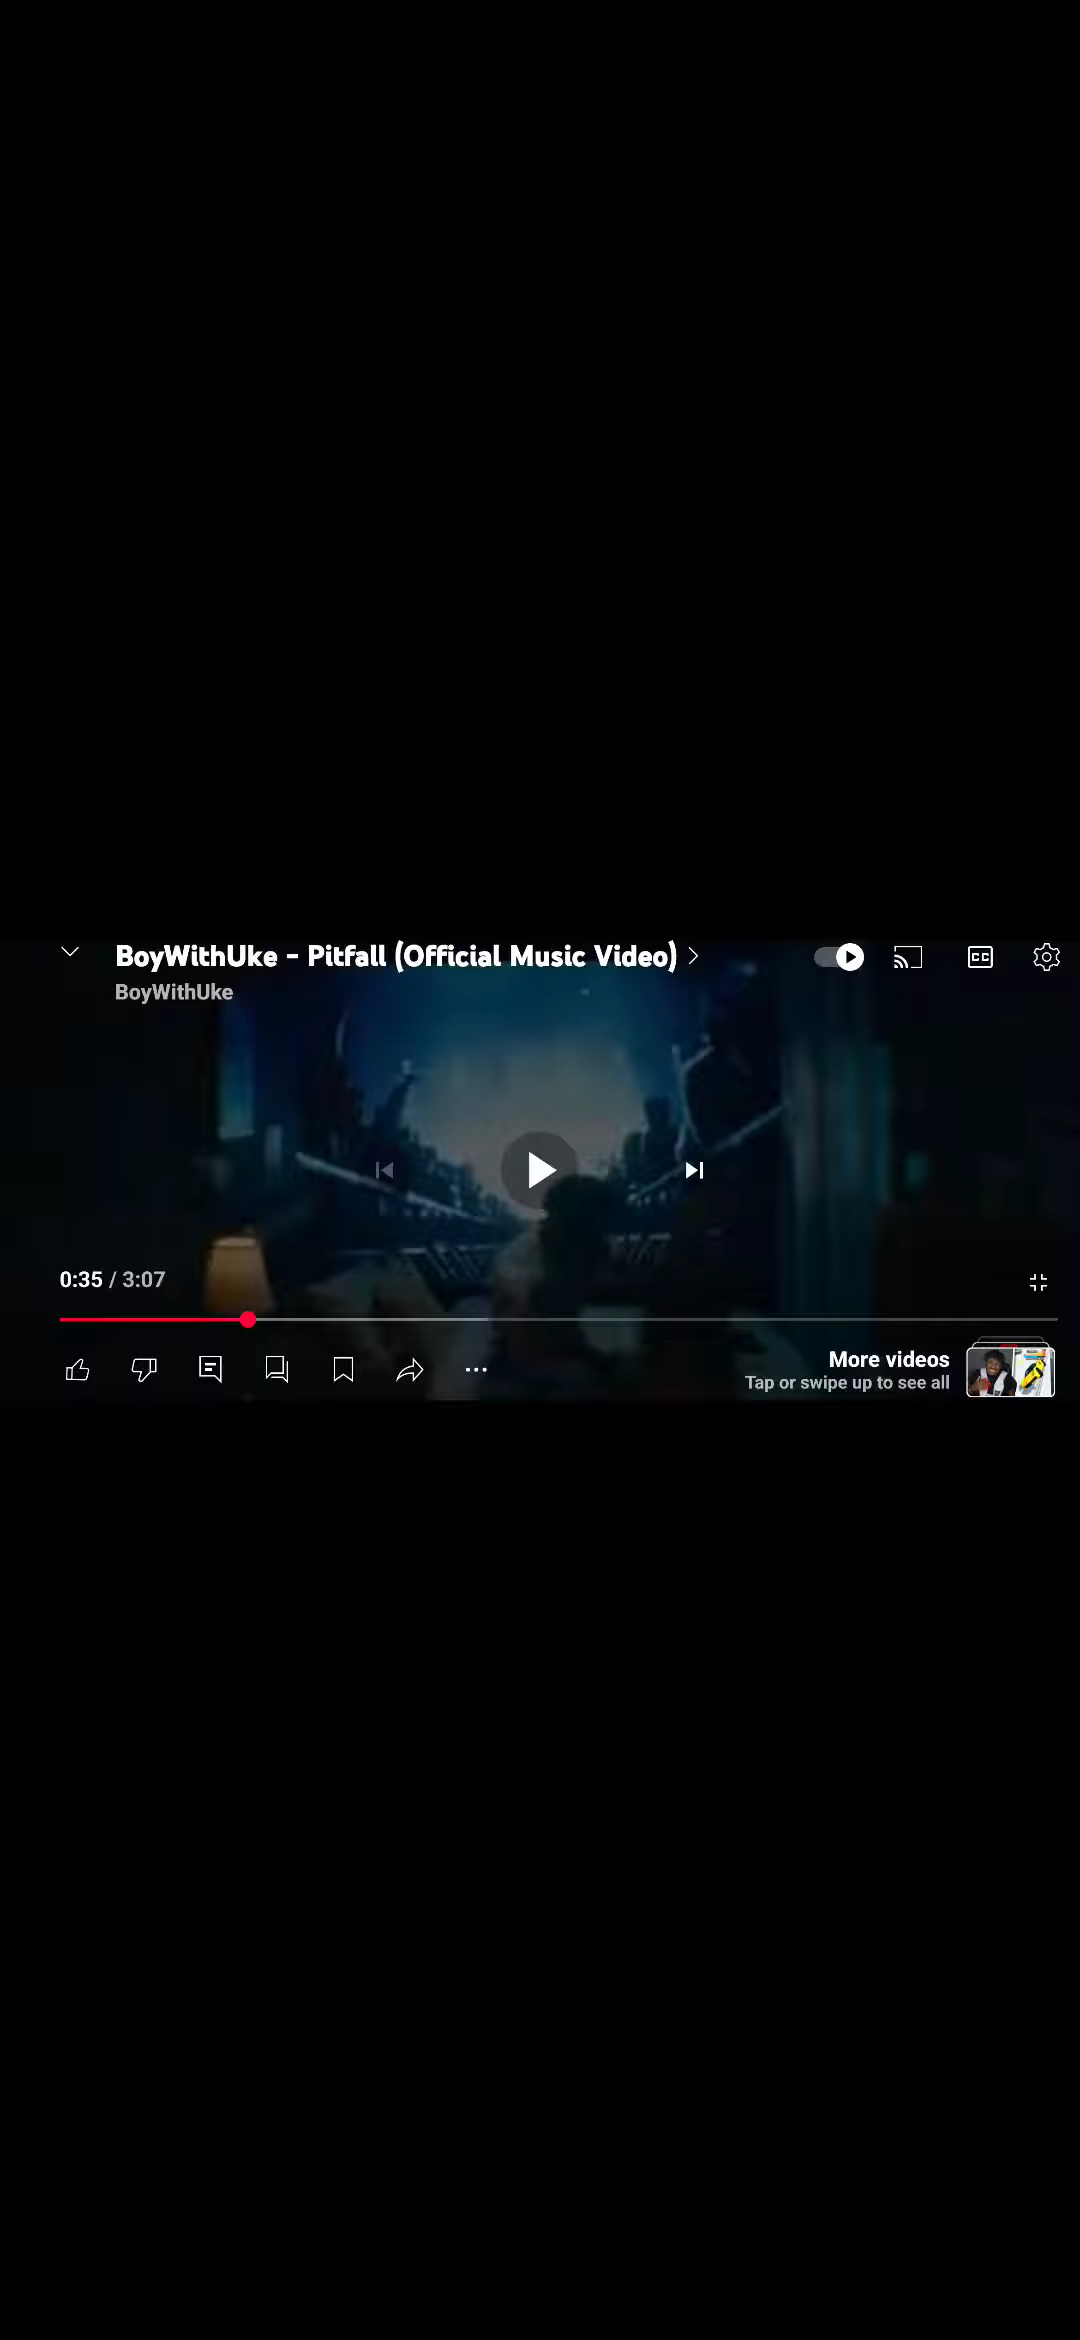 BoyWithUke - Pitfall (Official Music Video)
BoyWithUke
CC
0:35 / 3:07
More videos
Tap or swipe up to see all